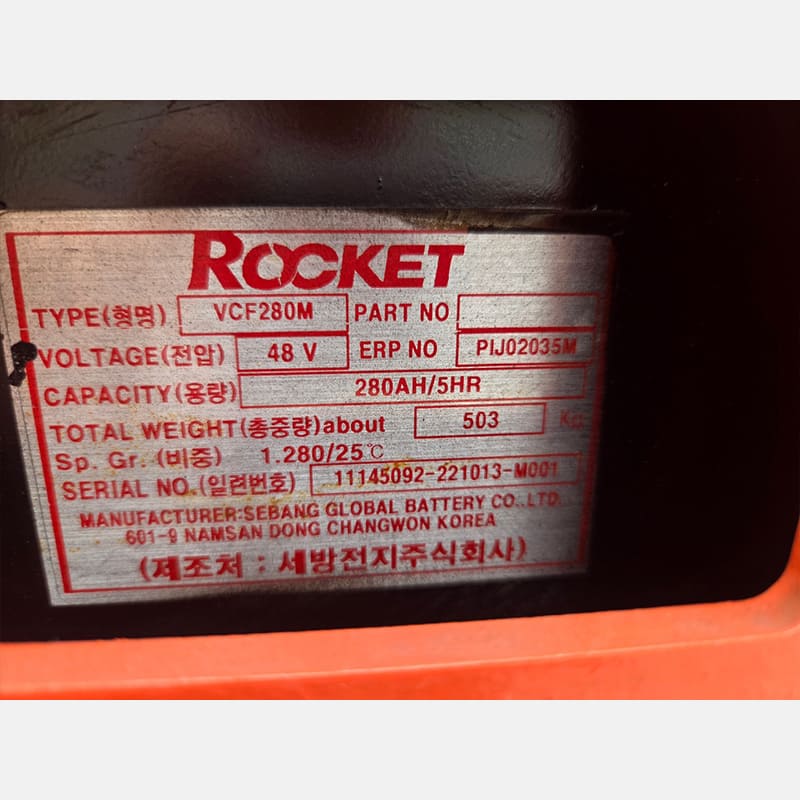 ROCKET
TYPE(형명) VCF280M PART NO
VOLTAGE(전압) 48 V ERP NO PIJ02035M
CAPACITY(용량) 280AH/5HR
TOTAL WEIGHT(총중량)about 503 Kg
Sp. Gr. (비중) 1.280/25℃
SERIAL NO.(일련번호) 11145092-221013-M001
MANUFACTURER:SEBANG GLOBAL BATTERY CO.,LTD.
601-9 NAMSAN DONG CHANGWON KOREA
(제조처 : 세방전지주식회사)